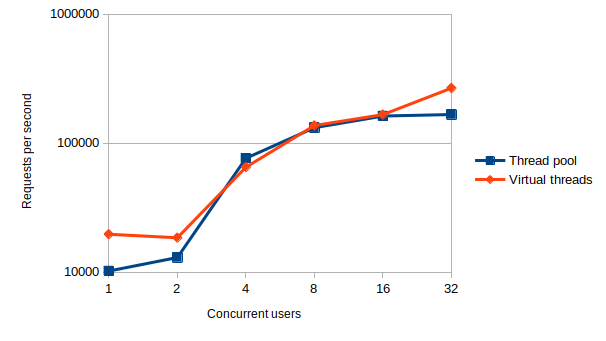 1000000
100000
10000
Requests per second
1 2 4 8 16 32
Concurrent users
Thread pool
Virtual threads